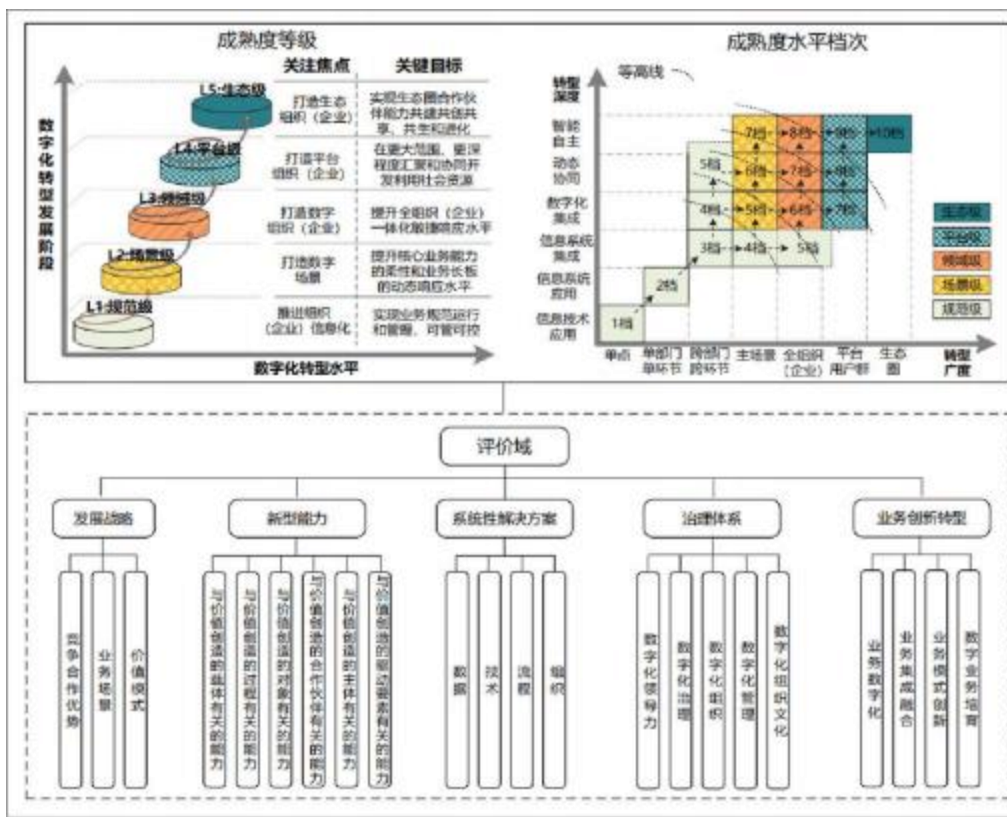 成熟度等级
关注焦点
关键目标
数字化转型发展阶段
L5:生态级
打造生态
组织（企业）
实现生态圈合作伙
伴能力共建共创共
享、共生和进化
L4:平台级
打造平台
组织（企业）
在更大范围、更深
程度汇聚和协同开
发利用社会资源
L3:领域级
打造数字
组织（企业）
提升全组织（企业）
一体化敏捷响应水平
L2:场景级
打造数字
场景
提升核心业务能力
的柔性和业务长板
的动态响应水平
L1:规范级
推进组织
（企业）信息化
实现业务规范运行
和管理，可管可控
数字化转型水平
成熟度水平档次
等高线
转型
深度
智能
自主
7档
8档
9档
10档
动态
协同
5档
6档
7档
8档
数字化
集成
4档
5档
6档
7档
信息系统
集成
3档
4档
5档
信息系统
应用
2档
信息技术
应用
1档
生态级
平台级
领域级
场景级
规范级
单点
单部门
单环节
跨部门
跨环节
主场景
全组织
（企业）
平台
用户群
生态
圈
转型
广度
评价域
发展战略
新型能力
系统性解决方案
治理体系
业务创新转型
竞争合作优势
业务场景
价值模式
与价值创造的载体有关的能力
与价值创造的过程有关的能力
与价值创造的对象有关的能力
与价值创造的合作伙伴有关的能力
与价值创造的主体有关的能力
与价值创造的驱动要素有关的能力
数据
技术
流程
组织
数字化领导力
数字化治理
数字化组织
数字化管理
数字化组织文化
业务数字化
业务集成融合
业务模式创新
数字业务培育